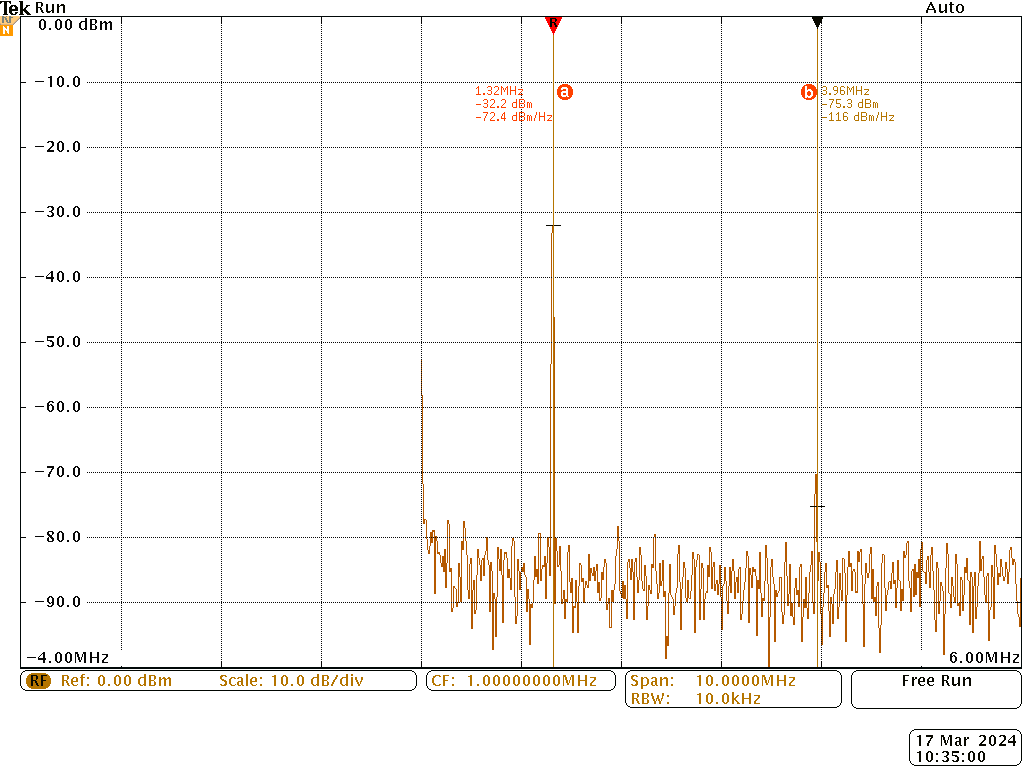 Tek Run Auto
RF
N
0.00 dBm
R
−10.0
1.32MHz
−32.2 dBm
−72.4 dBm/Hz
a
b
3.96MHz
−75.3 dBm
−116 dBm/Hz
−20.0
−30.0
−40.0
−50.0
−60.0
−70.0
−80.0
−90.0
−4.00MHz 6.00MHz
RF Ref: 0.00 dBm Scale: 10.0 dB/div CF: 1.00000000MHz
Span: 10.0000MHz
RBW: 10.0kHz
Free Run
17 Mar 2024
10:35:00